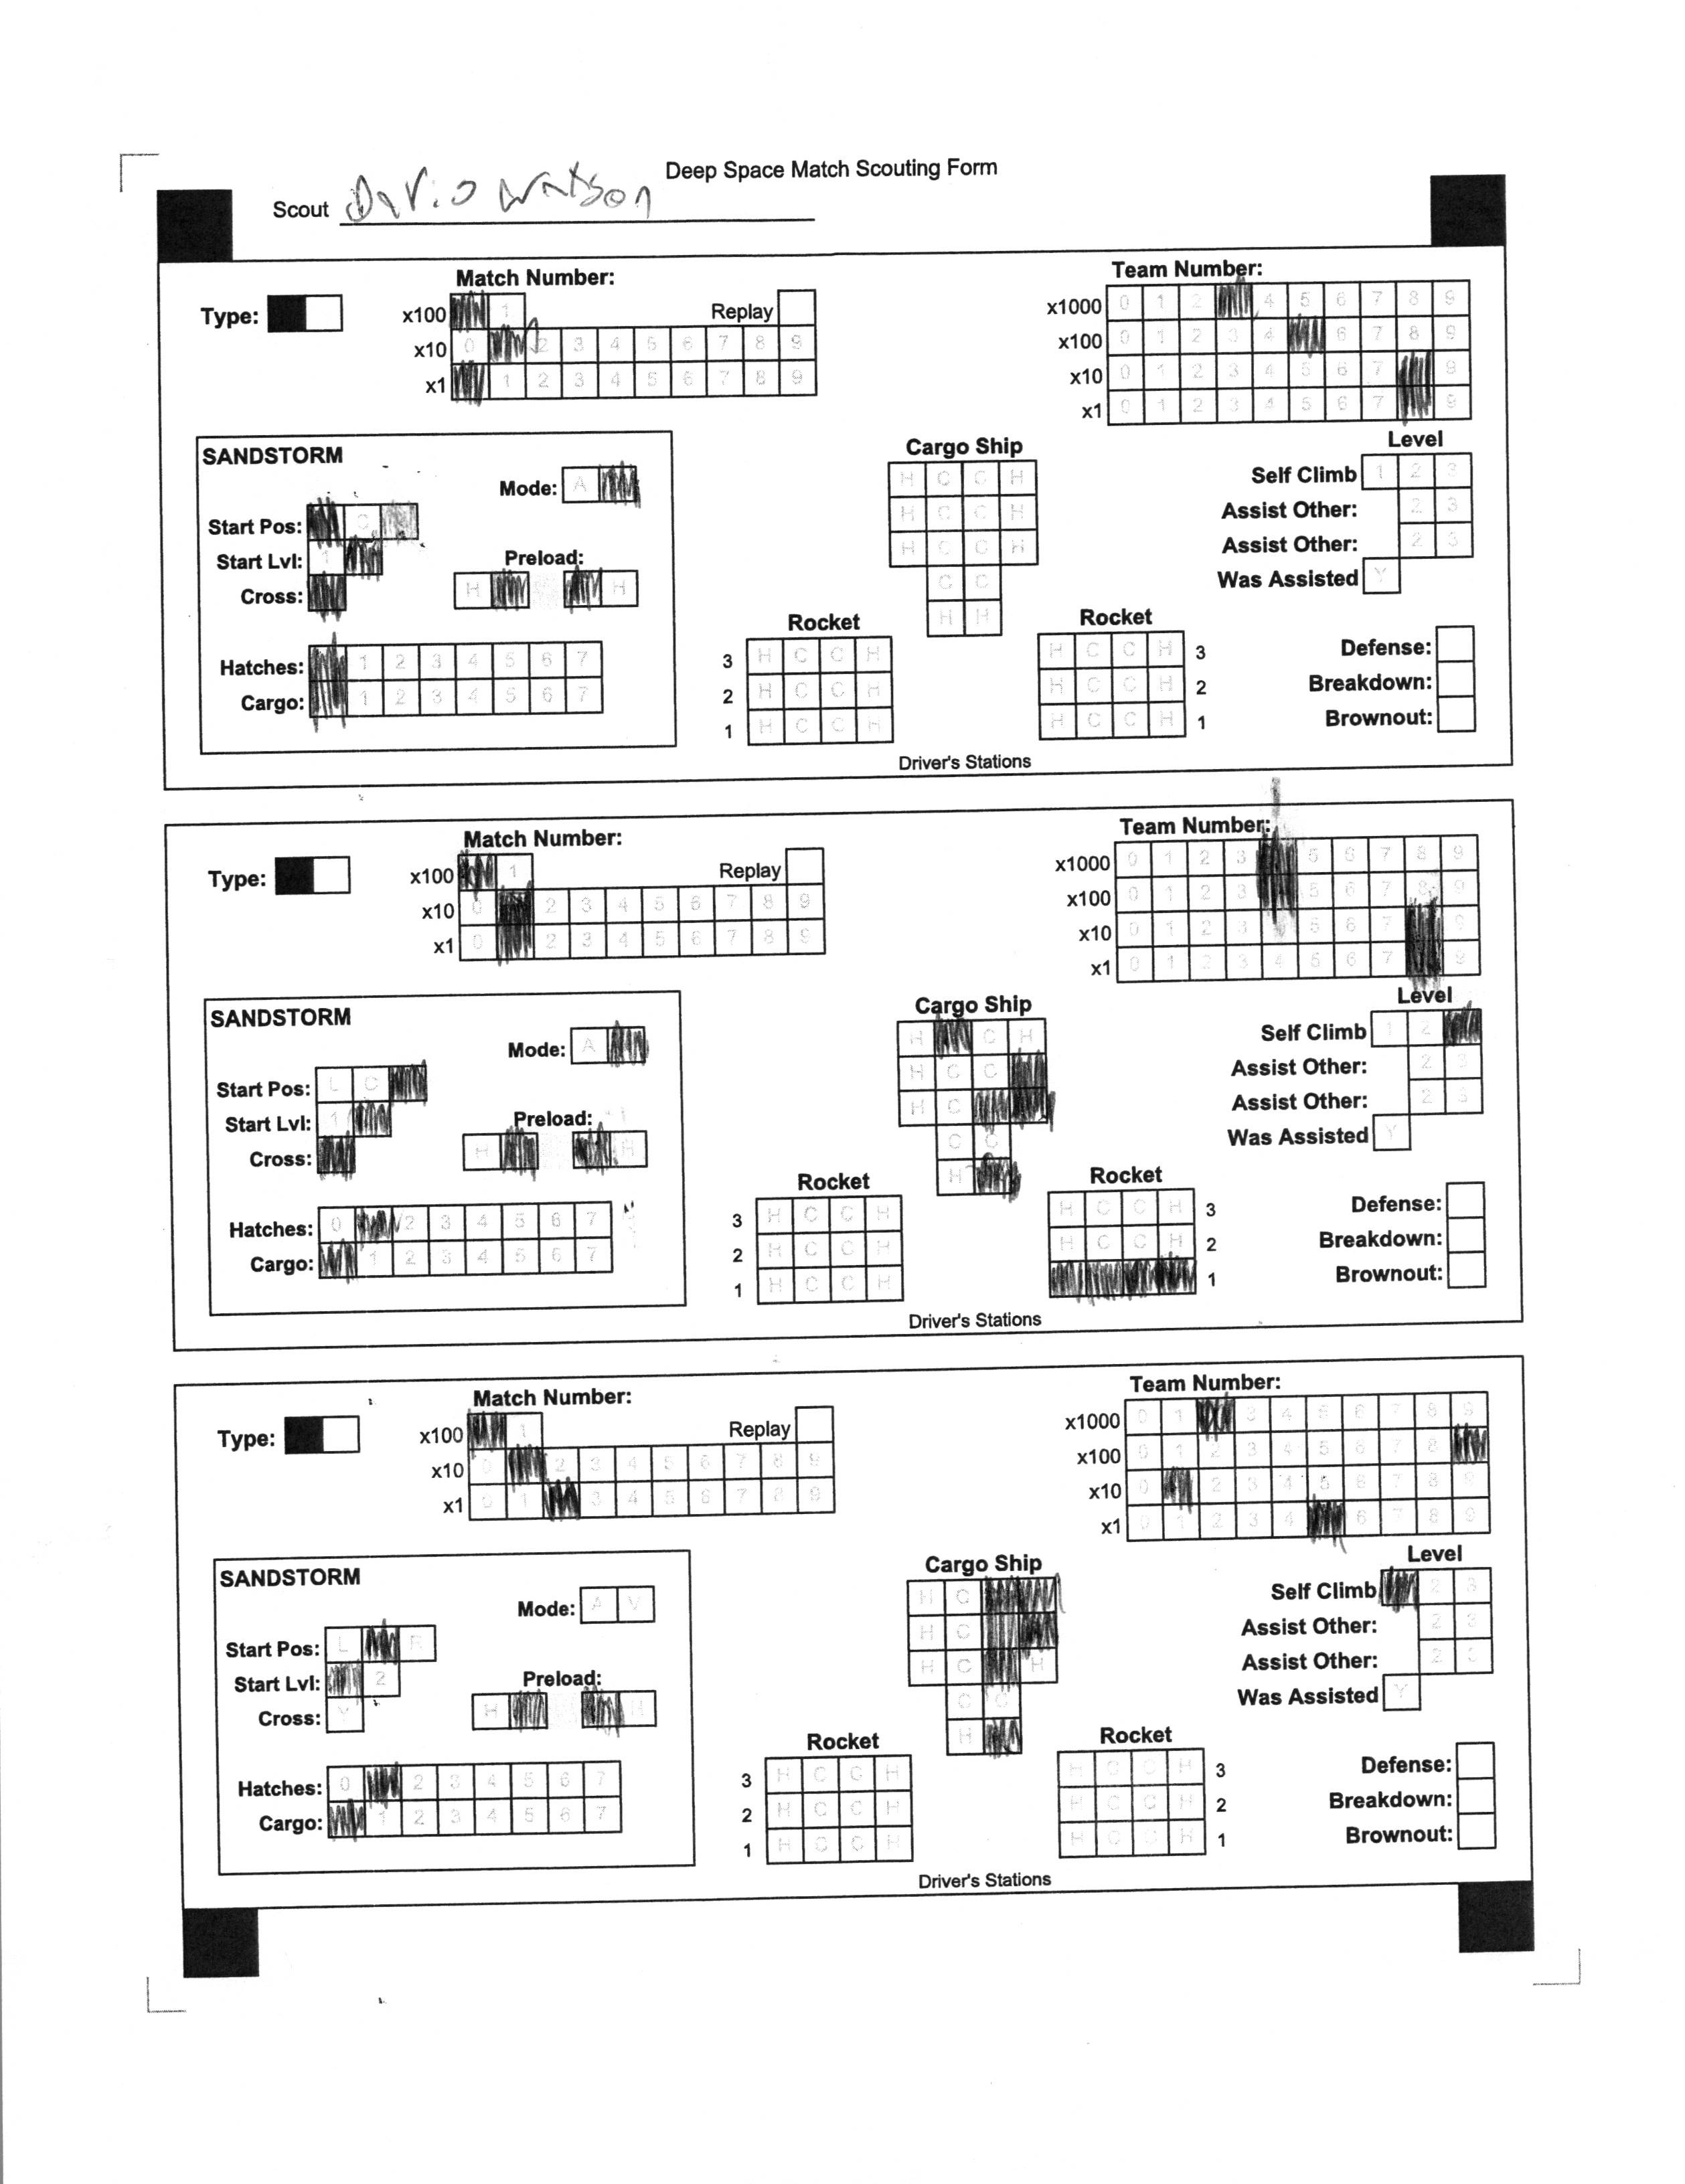 Deep Space Match Scouting Form
Scout David Watson
Match Number:
Team Number:
Type:
x100 1
Replay
x10 0 2 3 4 5 6 7 8 9
x1 1 2 3 4 5 6 7 8 9
x1000 0 1 2 4 5 6 7 8 9
x100 0 1 2 3 4 6 7 8 9
x10 0 1 2 3 4 5 6 7 9
x1 0 1 2 3 4 5 6 7 9
SANDSTORM
Mode: A
Start Pos: C
Start Lvl: 1
Cross:
Preload:
H H
Hatches: 1 2 3 4 5 6 7
Cargo: 1 2 3 4 5 6 7
Cargo Ship
H C C H
H C C H
H C C H
C C
H H
Level
Self Climb 1 2 3
Assist Other: 2 3
Assist Other: 2 3
Was Assisted Y
Rocket
3 H C C H
2 H C C H
1 H C C H
Rocket
H C C H 3
H C C H 2
H C C H 1
Defense:
Breakdown:
Brownout:
Driver's Stations
Match Number:
Team Number:
Type:
x100 1
Replay
x10 0 2 3 4 5 6 7 8 9
x1 0 2 3 4 5 6 7 8 9
x1000 0 1 2 3 5 6 7 8 9
x100 0 1 2 3 5 6 7 8 9
x10 0 1 2 3 4 5 6 7 9
x1 0 1 2 3 4 5 6 7 9
SANDSTORM
Mode: A
Start Pos: L C
Start Lvl: 1
Cross:
Preload:
H H
Hatches: 0 2 3 4 5 6 7
Cargo: 1 2 3 4 5 6 7
Cargo Ship
H C H
H C C
H C
C C
H
Level
Self Climb 1 2
Assist Other: 2 3
Assist Other: 2 3
Was Assisted Y
Rocket
3 H C C H
2 H C C H
1 H C C H
Rocket
H C C H 3
H C C H 2
1
Defense:
Breakdown:
Brownout:
Driver's Stations
Match Number:
Team Number:
Type:
x100 1
Replay
x10 0 2 3 4 5 6 7 8 9
x1 0 1 3 4 5 6 7 8 9
x1000 0 1 3 4 5 6 7 8 9
x100 0 1 2 3 4 5 6 7 8
x10 0 2 3 4 5 6 7 8 9
x1 0 1 2 3 4 6 7 8 9
SANDSTORM
Mode: A V
Start Pos: L R
Start Lvl: 2
Cross: Y
Preload:
H H
Hatches: 0 2 3 4 5 6 7
Cargo: 1 2 3 4 5 6 7
Cargo Ship
H C
H C
H C H
C C
H
Level
Self Climb 2 3
Assist Other: 2 3
Assist Other: 2 3
Was Assisted Y
Rocket
3 H C C H
2 H C C H
1 H C C H
Rocket
H C C H 3
H C C H 2
H C C H 1
Defense:
Breakdown:
Brownout:
Driver's Stations